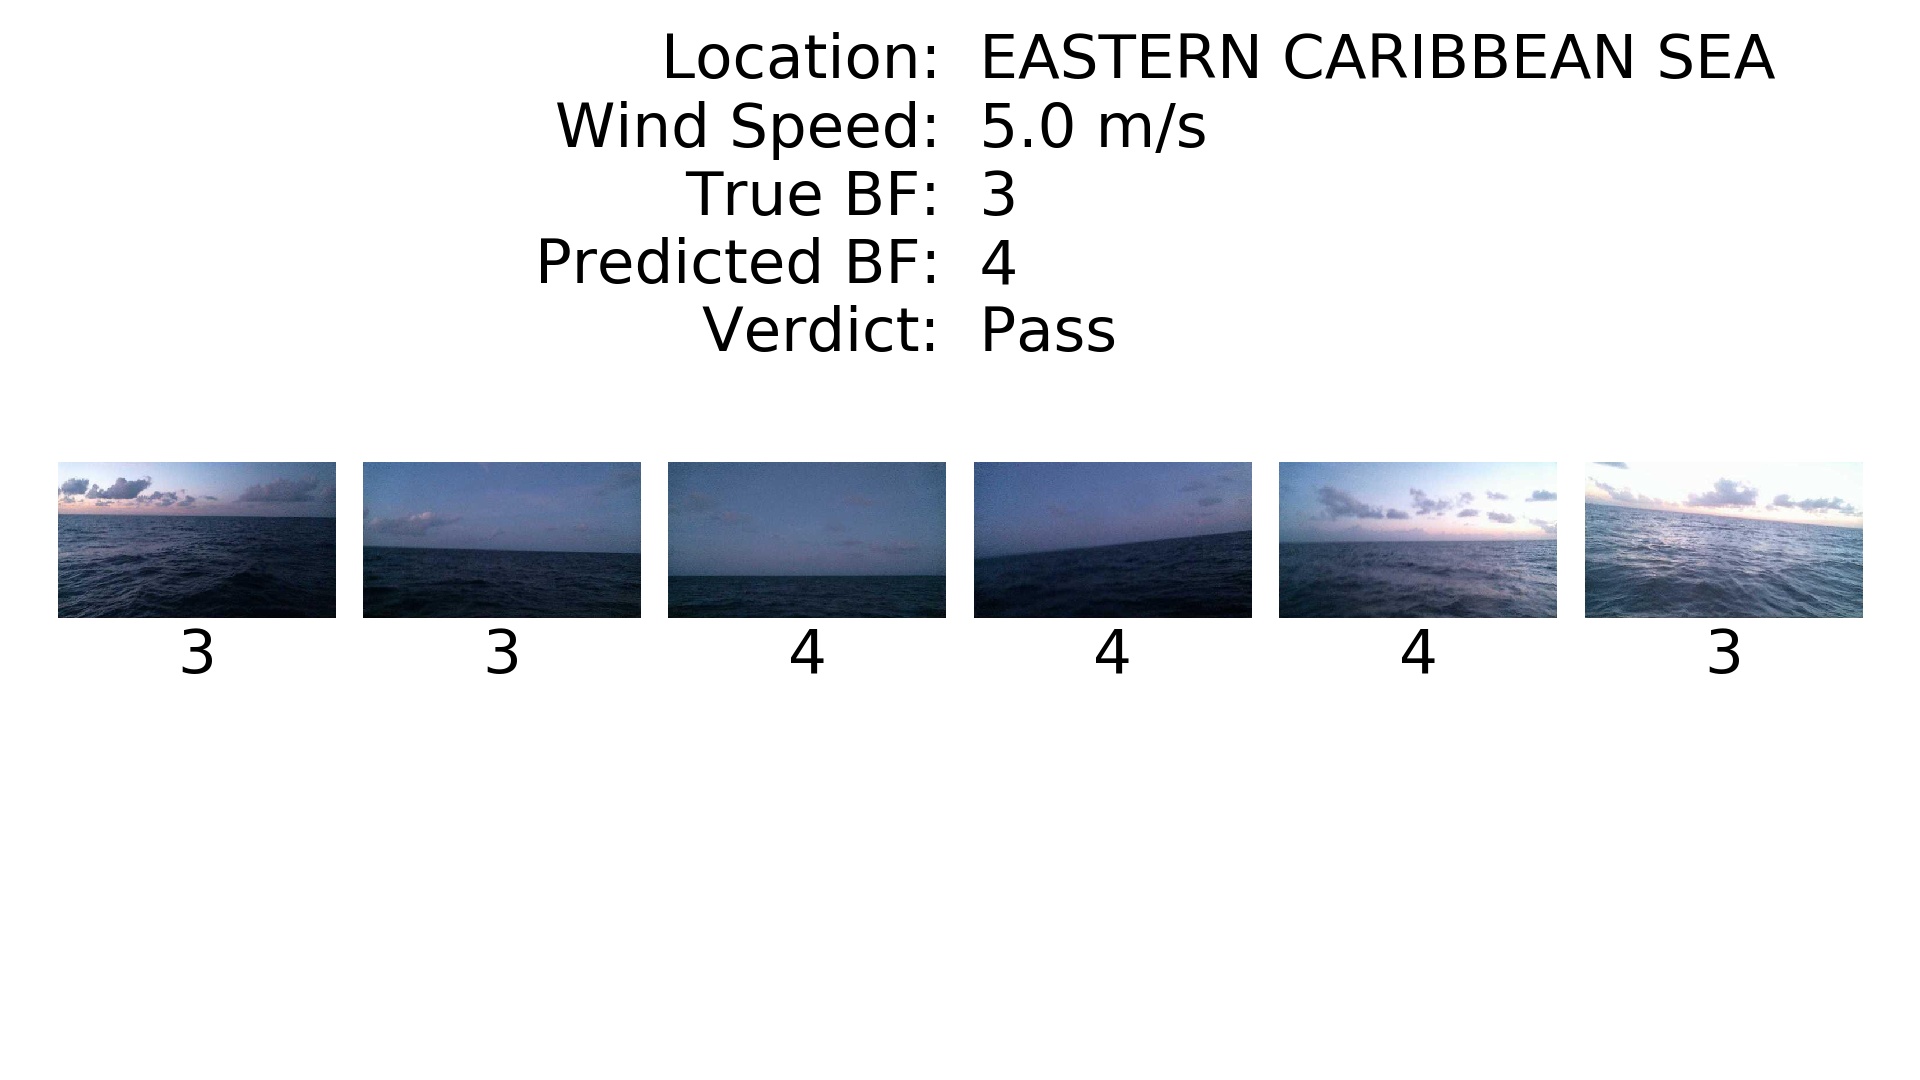 Location: EASTERN CARIBBEAN SEA
Wind Speed: 5.0 m/s
True BF: 3
Predicted BF: 4
Verdict: Pass
3 3 4 4 4 3